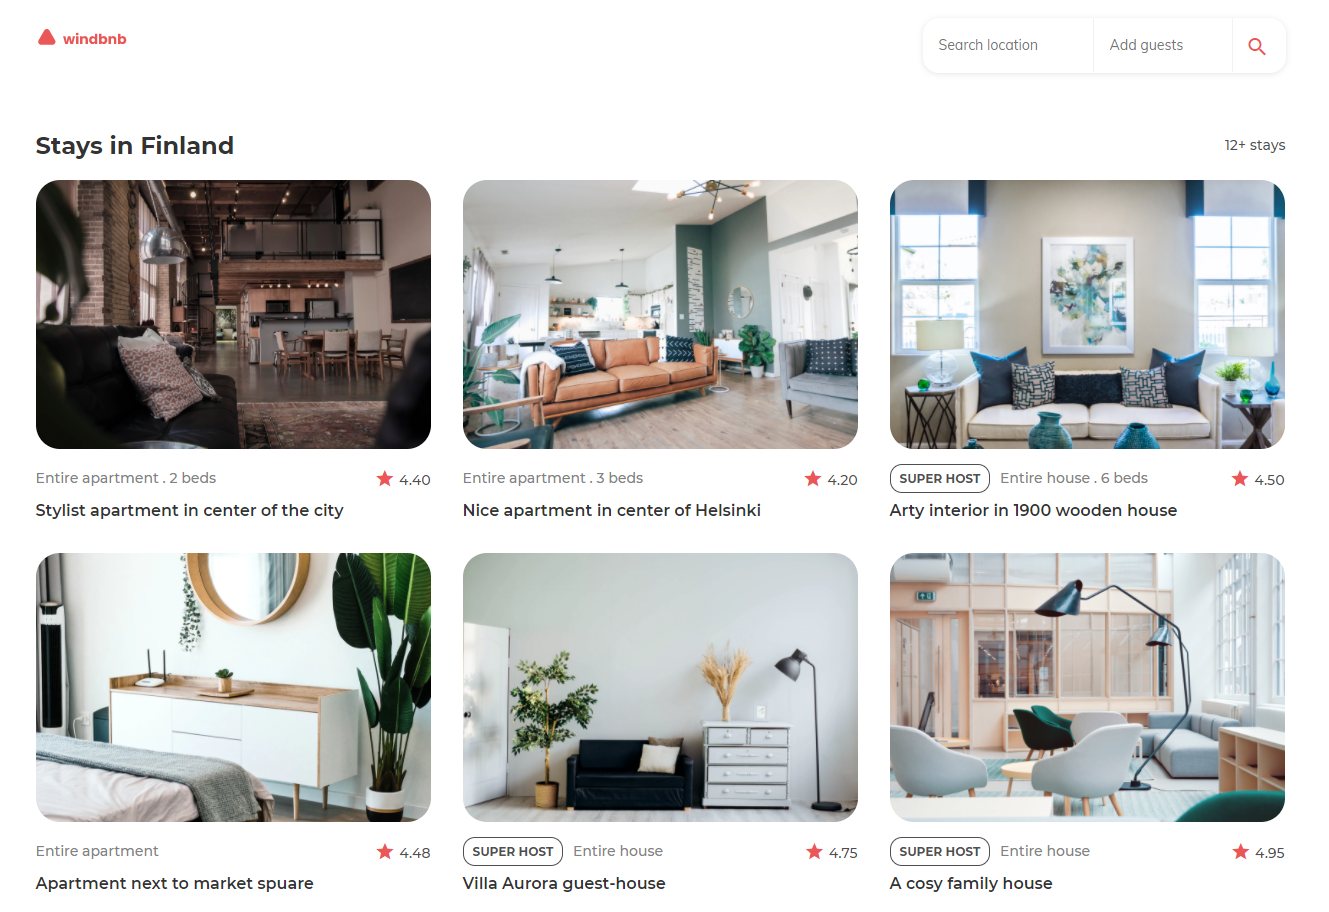 windbnb
Search location
Add guests
Stays in Finland
12+ stays
Entire apartment . 2 beds
4.40
Stylist apartment in center of the city
Entire apartment . 3 beds
4.20
Nice apartment in center of Helsinki
SUPER HOST
Entire house . 6 beds
4.50
Arty interior in 1900 wooden house
Entire apartment
4.48
Apartment next to market spuare
SUPER HOST
Entire house
4.75
Villa Aurora guest-house
SUPER HOST
Entire house
4.95
A cosy family house